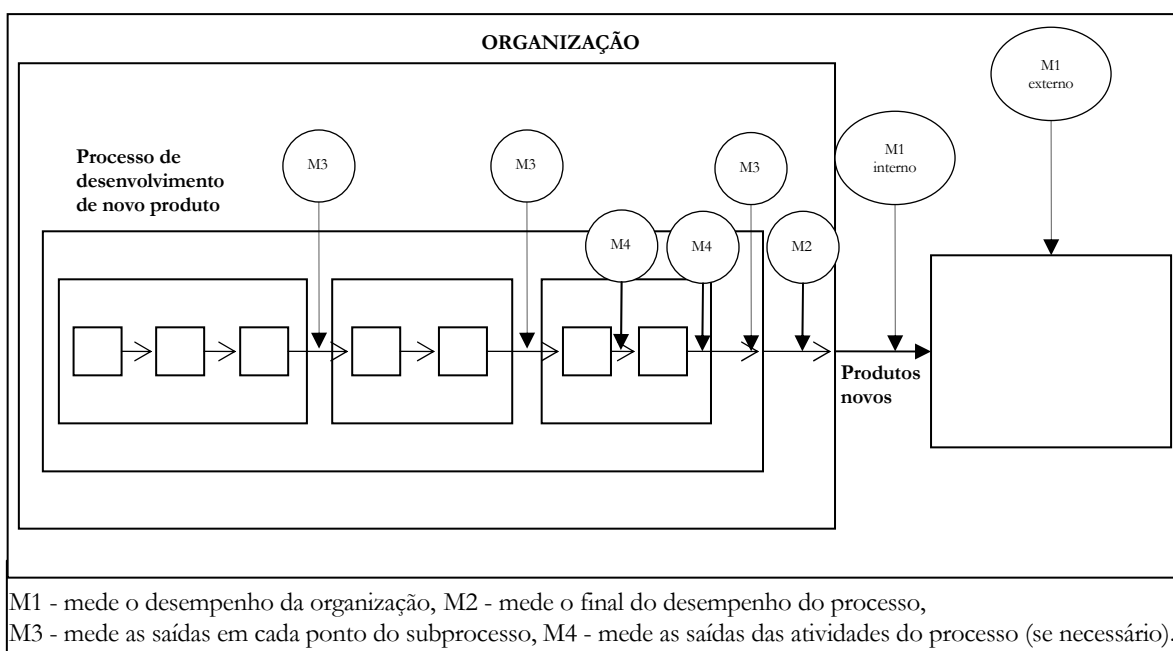 ORGANIZAÇÃO
M1
externo
M1
interno
Processo de
desenvolvimento
de novo produto
M3
M3
M3
M4
M4
M2
Produtos
novos
M1 - mede o desempenho da organização, M2 - mede o final do desempenho do processo,
M3 - mede as saídas em cada ponto do subprocesso, M4 - mede as saídas das atividades do processo (se necessário).